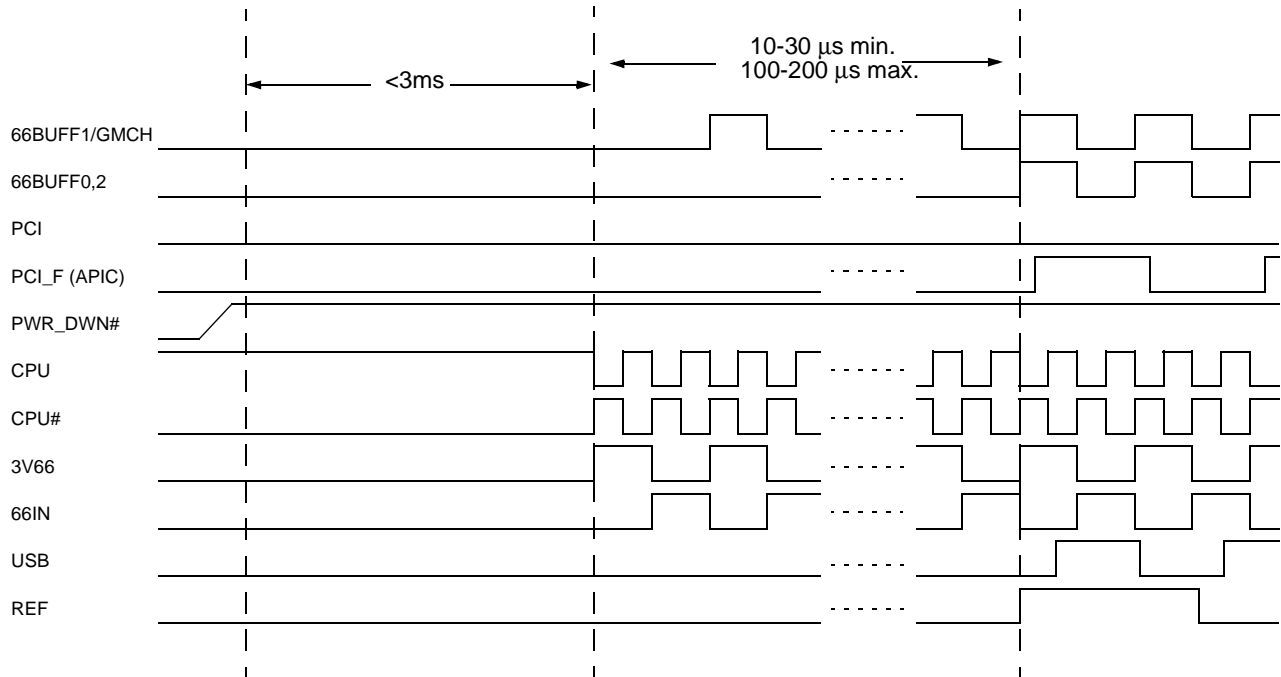 10-30 μs min.
100-200 μs max.
<3ms
66BUFF1/GMCH
66BUFF0,2
PCI
PCI_F (APIC)
PWR_DWN#
CPU
CPU#
3V66
66IN
USB
REF